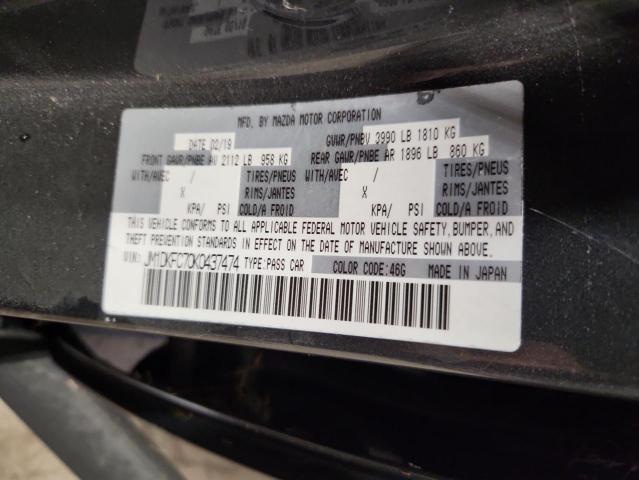 MFD. BY MAZDA MOTOR CORPORATION
DATE 02/19 GVWR/PNBV 3990 LB 1810 KG
FRONT GAWR/PNBE AV 2112 LB 958 KG REAR GAWR/PNBE AR 1896 LB 860 KG
WITH/AVEC / TIRES/PNEUS WITH/AVEC / TIRES/PNEUS
X RIMS/JANTES X RIMS/JANTES
KPA/ PSI COLD/A FROID KPA/ PSI COLD/A FROID
THIS VEHICLE CONFORMS TO ALL APPLICABLE FEDERAL MOTOR VEHICLE SAFETY, BUMPER, AND
THEFT PREVENTION STANDARDS IN EFFECT ON THE DATE OF MANUFACTURE SHOWN ABOVE.
VIN: JM1DKFC70K0437474 TYPE:PASS CAR COLOR CODE:46G MADE IN JAPAN